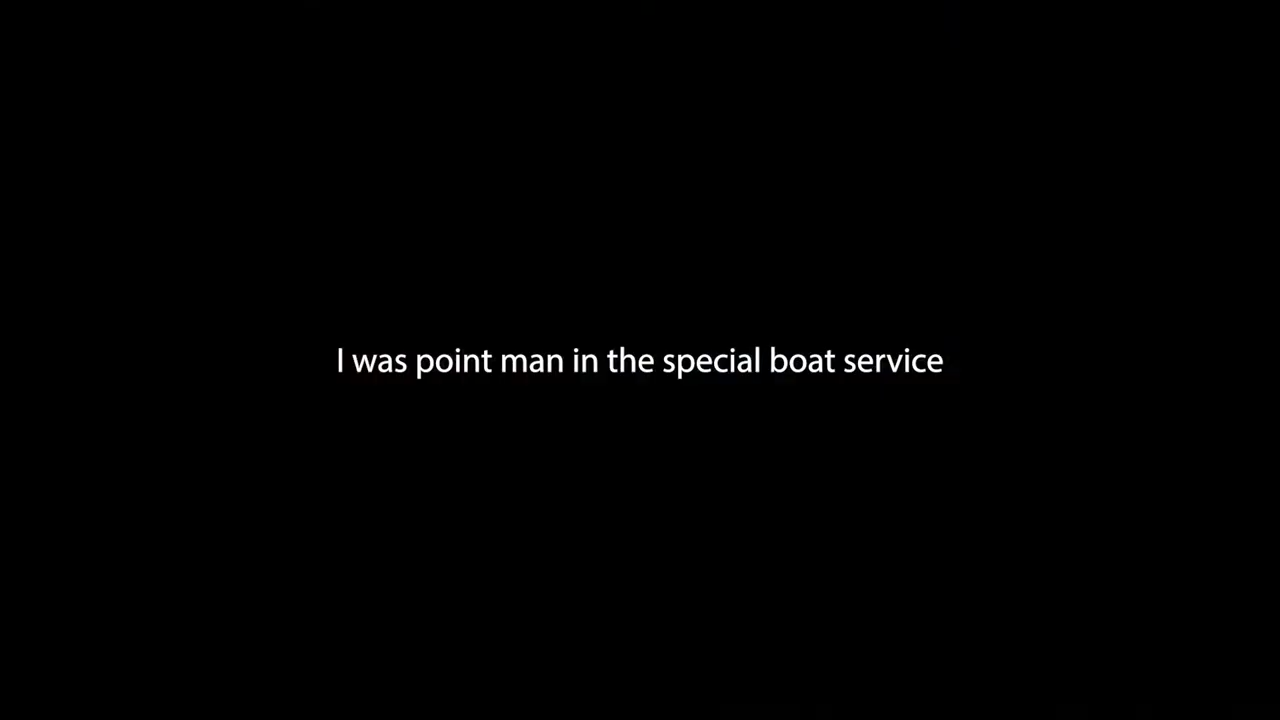 I was point man in the special boat service